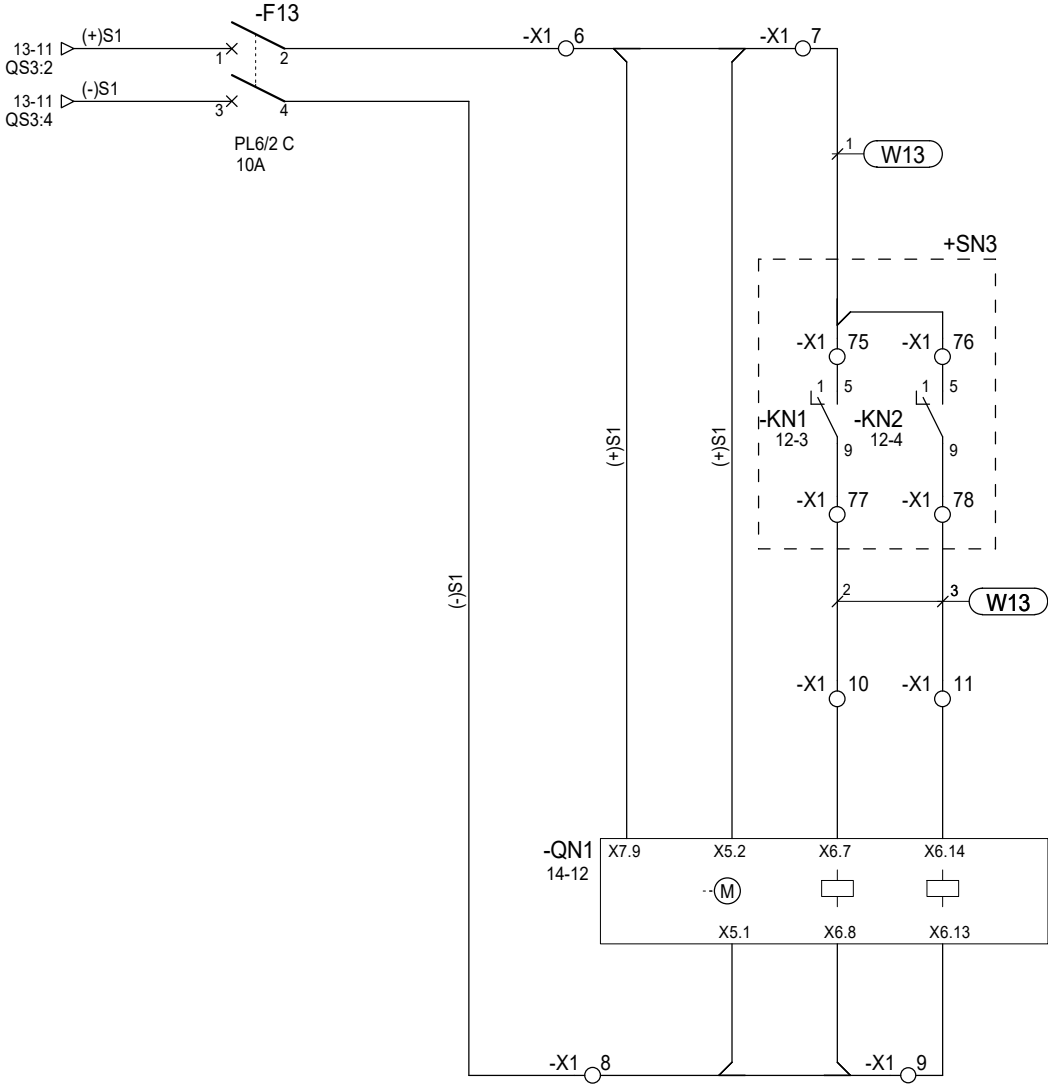 -F13
(+)S1
13-11
QS3:2
1
2
-X1
6
-X1
7
(-)S1
13-11
QS3:4
3
4
PL6/2 C
10A
1
W13
+SN3
-X1
75
-X1
76
1
5
1
5
-KN1
12-3
-KN2
12-4
9
9
(+)S1
(+)S1
-X1
77
-X1
78
(-)S1
2
3
W13
-X1
10
-X1
11
-QN1
14-12
X7.9
X5.2
X6.7
X6.14
M
X5.1
X6.8
X6.13
-X1
8
-X1
9